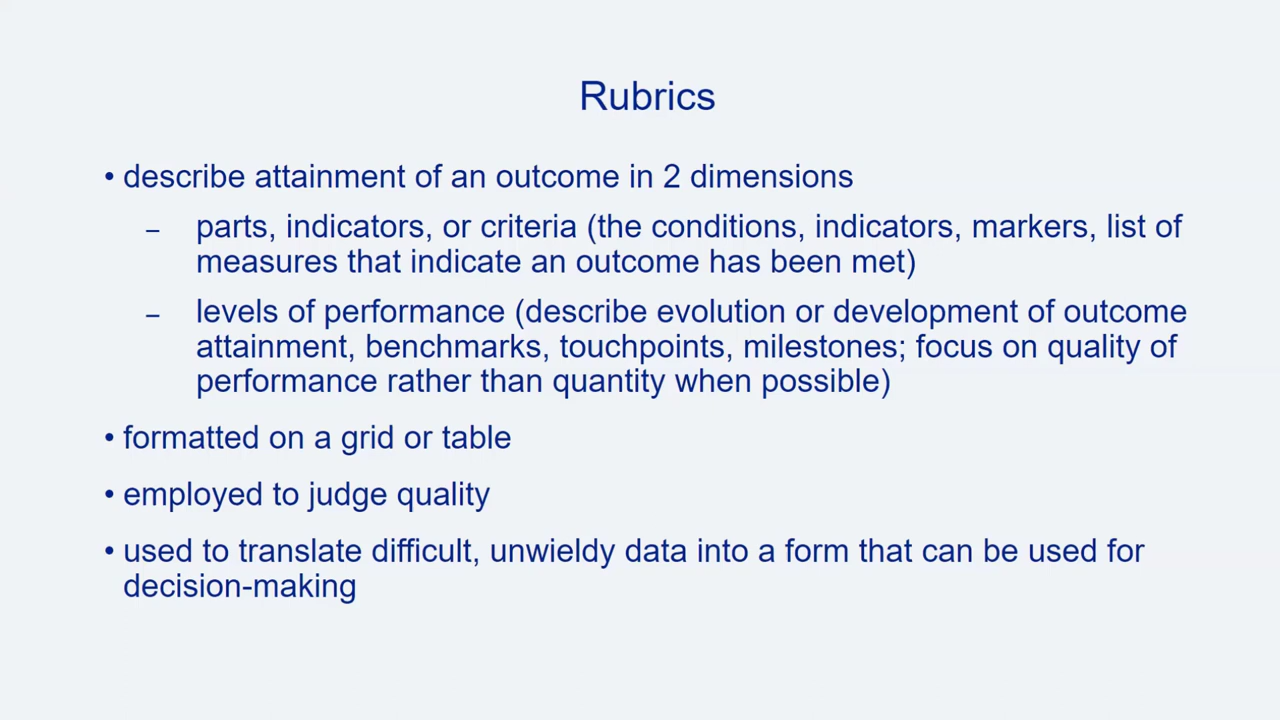 Rubrics
• describe attainment of an outcome in 2 dimensions
– parts, indicators, or criteria (the conditions, indicators, markers, list of
measures that indicate an outcome has been met)
– levels of performance (describe evolution or development of outcome
attainment, benchmarks, touchpoints, milestones; focus on quality of
performance rather than quantity when possible)
• formatted on a grid or table
• employed to judge quality
• used to translate difficult, unwieldy data into a form that can be used for
decision-making